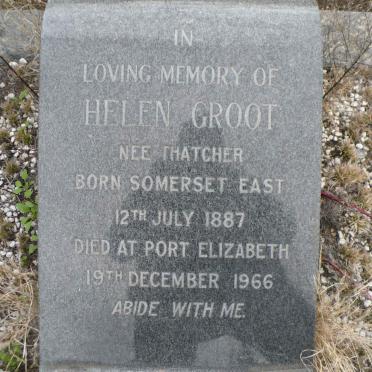 IN
LOVING MEMORY OF
HELEN GROOT
NEE THATCHER
BORN SOMERSET EAST
12TH JULY 1887
DIED AT PORT ELIZABETH
19TH DECEMBER 1966
ABIDE WITH ME.